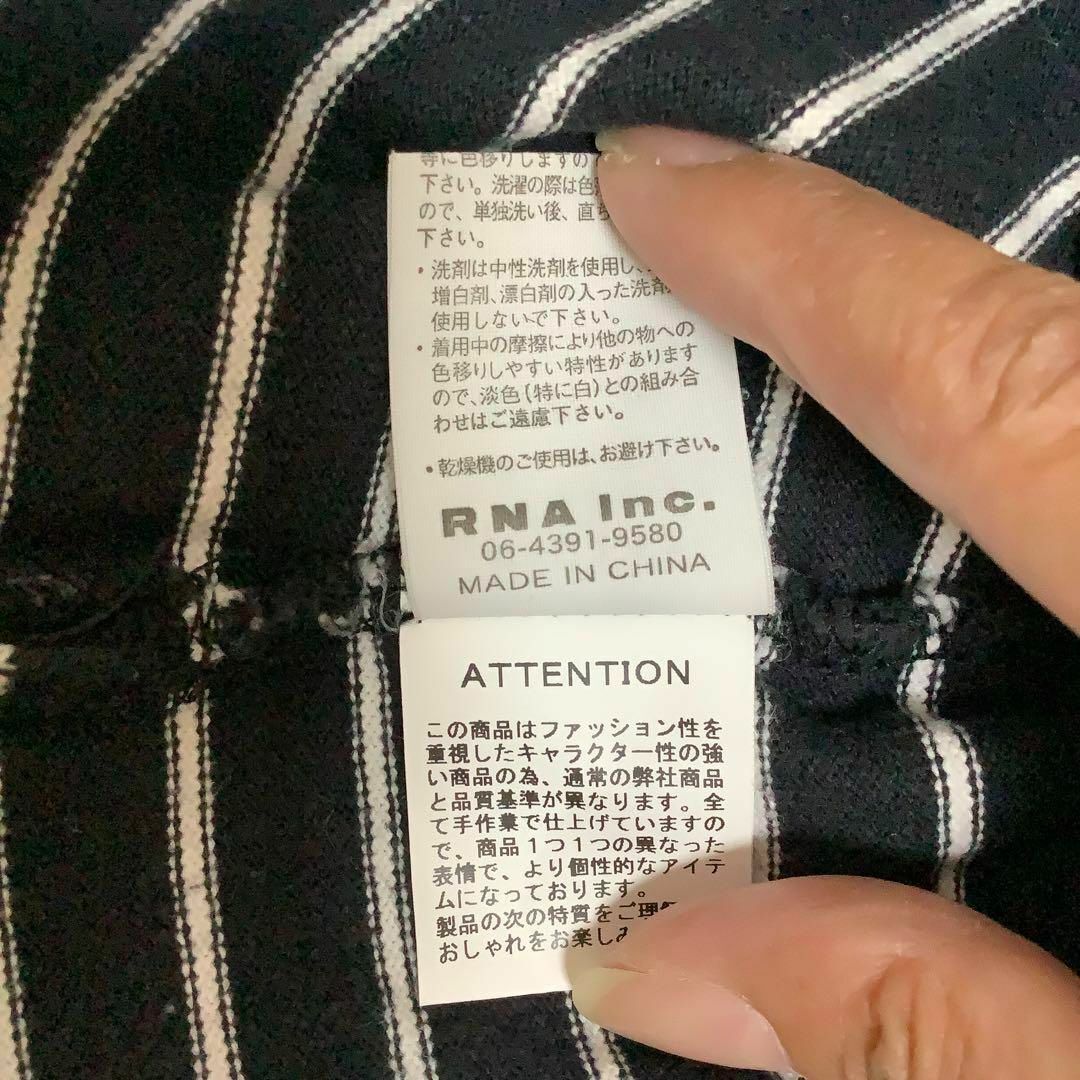 等に色移りしますの
下さい。洗濯の際は色
ので、単独洗い後、直ち
下さい。
・洗剤は中性洗剤を使用し、
増白剤、漂白剤の入った洗剤
使用しないで下さい。
・着用中の摩擦により他の物への
色移りしやすい特性があります
ので、淡色(特に白)との組み合
わせはご遠慮下さい。
・乾燥機のご使用は、お避け下さい。
RNA Inc.
06-4391-9580
MADE IN CHINA
ATTENTION
この商品はファッション性を
重視したキャラクター性の強
い商品の為、通常の弊社商品
と品質基準が異なります。全
て手作業で仕上げていますの
で、商品1つ1つの異なった
表情で、より個性的なアイテ
ムになっております。
製品の次の特質をご理
おしゃれをお楽しみ